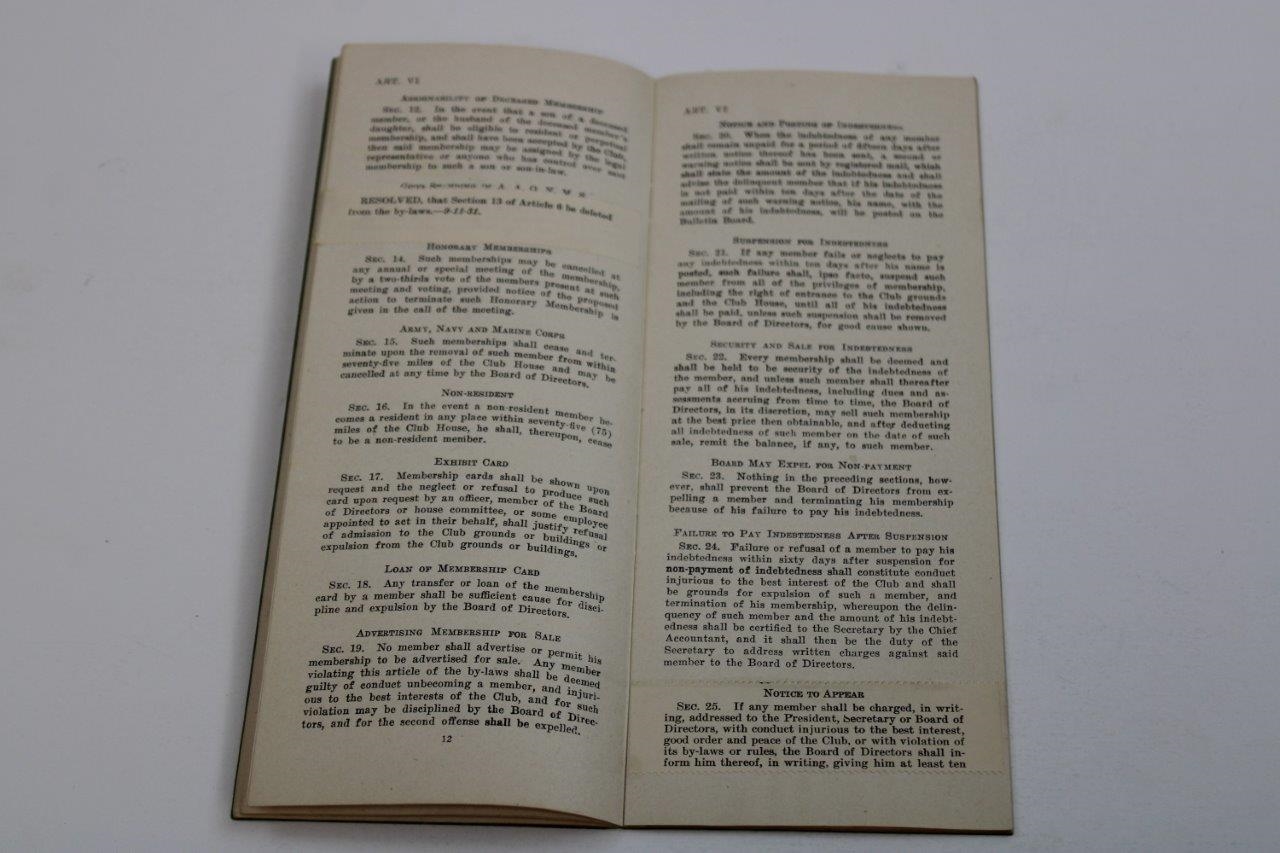 ART. VI
ASSIGNABILITY OF DECEASED MEMBERSHIP
SEC. 12. In the event that a son of a deceased
member, or the husband of the deceased member's
daughter, shall be eligible to resident or perpetual
membership, and shall have been accepted by the Club,
then said membership may be assigned by the legal
representative or anyone who has control over said
membership to such a son or son-in-law.
RESOLVED, that Section 13 of Article 6 be deleted
from the by-laws.—9-11-31.
HONORARY MEMBERSHIPS
SEC. 14. Such memberships may be cancelled at
any annual or special meeting of the membership,
by a two-thirds vote of the members present at such
meeting and voting, provided notice of the proposed
action to terminate such Honorary Membership is
given in the call of the meeting.
ARMY, NAVY AND MARINE CORPS
SEC. 15. Such memberships shall cease and ter-
minate upon the removal of such member from within
seventy-five miles of the Club House and may be
cancelled at any time by the Board of Directors.
NON-RESIDENT
SEC. 16. In the event a non-resident member be-
comes a resident in any place within seventy-five (75)
miles of the Club House, he shall, thereupon, cease
to be a non-resident member.
EXHIBIT CARD
SEC. 17. Membership cards shall be shown upon
request and the neglect or refusal to produce such
card upon request by an officer, member of the Board
of Directors or house committee, or some employee
appointed to act in their behalf, shall justify refusal
of admission to the Club grounds or buildings or
expulsion from the Club grounds or buildings.
LOAN OF MEMBERSHIP CARD
SEC. 18. Any transfer or loan of the membership
card by a member shall be sufficient cause for disci-
pline and expulsion by the Board of Directors.
ADVERTISING MEMBERSHIP FOR SALE
SEC. 19. No member shall advertise or permit his
membership to be advertised for sale. Any member
violating this article of the by-laws shall be deemed
guilty of conduct unbecoming a member, and injuri-
ous to the best interests of the Club, and for such
violation may be disciplined by the Board of Direc-
tors, and for the second offense shall be expelled.
12
ART. VI
NOTICE AND POSTING OF INDEBTEDNESS
SEC. 20. When the indebtedness of any member
shall remain unpaid for a period of fifteen days after
written notice thereof has been sent, a second or
warning notice shall be sent by registered mail, which
shall state the amount of the indebtedness and shall
advise the delinquent member that if his indebtedness
is not paid within ten days after the date of the
mailing of such warning notice, his name, with the
amount of his indebtedness, will be posted on the
Bulletin Board.
SUSPENSION FOR INDEBTEDNESS
SEC. 21. If any member fails or neglects to pay
any indebtedness within ten days after his name is
posted, such failure shall, ipso facto, suspend such
member from all of the privileges of membership,
including the right of entrance to the Club grounds
and the Club House, until all of his indebtedness
shall be paid, unless such suspension shall be removed
by the Board of Directors, for good cause shown.
SECURITY AND SALE FOR INDEBTEDNESS
SEC. 22. Every membership shall be deemed and
shall be held to be security of the indebtedness of
the member, and unless such member shall thereafter
pay all of his indebtedness, including dues and as-
sessments accruing from time to time, the Board of
Directors, in its discretion, may sell such membership
at the best price then obtainable, and after deducting
all indebtedness of such member on the date of such
sale, remit the balance, if any, to such member.
BOARD MAY EXPEL FOR NON-PAYMENT
SEC. 23. Nothing in the preceding sections, how-
ever, shall prevent the Board of Directors from ex-
pelling a member and terminating his membership
because of his failure to pay his indebtedness.
FAILURE TO PAY INDEBTEDNESS AFTER SUSPENSION
SEC. 24. Failure or refusal of a member to pay his
indebtedness within sixty days after suspension for
non-payment of indebtedness shall constitute conduct
injurious to the best interest of the Club and shall
be grounds for expulsion of such a member, and
termination of his membership, whereupon the delin-
quency of such member and the amount of his indebt-
edness shall be certified to the Secretary by the Chief
Accountant, and it shall then be the duty of the
Secretary to address written charges against said
member to the Board of Directors.
NOTICE TO APPEAR
SEC. 25. If any member shall be charged, in writ-
ing, addressed to the President, Secretary or Board of
Directors, with conduct injurious to the best interest,
good order and peace of the Club, or with violation of
its by-laws or rules, the Board of Directors shall in-
form him thereof, in writing, giving him at least ten